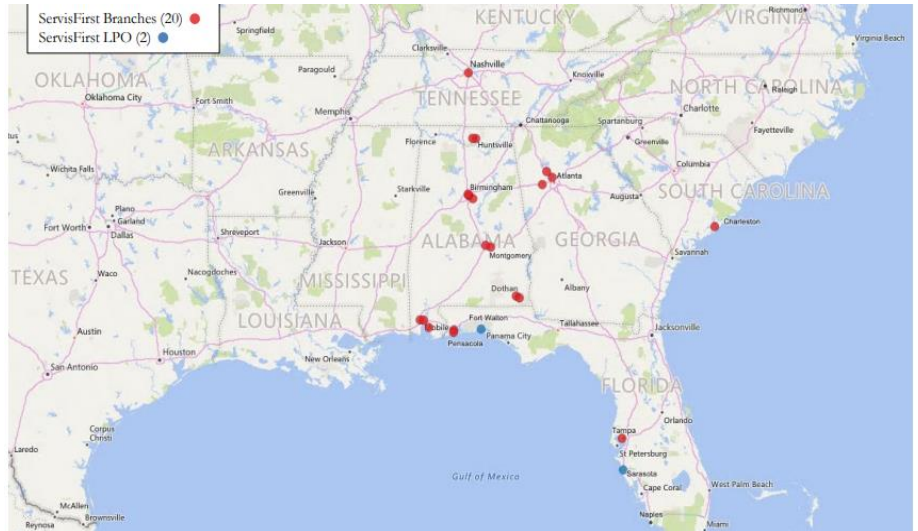 ServisFirst Branches (20)
ServisFirst LPO (2)
KENTUCKY
VIRGINIA
Richmond
Virginia Beach
Springfield
Clarksville
Nashville
Knoxville
Paragould
OKLAHOMA
Oklahoma City
Fort Smith
TENNESSEE
NORTH CAROLINA
Raleigh
Memphis
Chattanooga
Spartanburg
Charlotte
Fayetteville
ARKANSAS
Florence
Huntsville
Greenville
Wichita Falls
Columbia
Atlanta
Greenville
Starkville
Birmingham
Augusta
SOUTH CAROLINA
Plano
Garland
Fort Worth
Dallas
Charleston
Shreveport
Jackson
ALABAMA
GEORGIA
Montgomery
Savannah
TEXAS
Waco
Nacogdoches
MISSISSIPPI
Dothan
Albany
LOUISIANA
Fort Walton
Mobile
Tallahassee
Jacksonville
Austin
Pensacola
Panama City
Houston
New Orleans
San Antonio
FLORIDA
Orlando
Tampa
St Petersburg
Corpus
Christi
Laredo
Gulf of Mexico
Sarasota
Cape Coral
West Palm Beach
McAllen
Reynosa
Brownsville
Naples
Miami